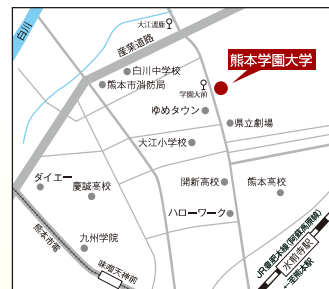 大江渡鹿
白川
産業道路
熊本学園大学
白川中学校
熊本市消防局
学園大前
ゆめタウン
県立劇場
大江小学校
ダイエー
慶誠高校
開新高校
熊本高校
ハローワーク
熊本市電
九州学院
味噌天神前
JR豊肥本線(阿蘇高原線)
水前寺駅
至熊本駅